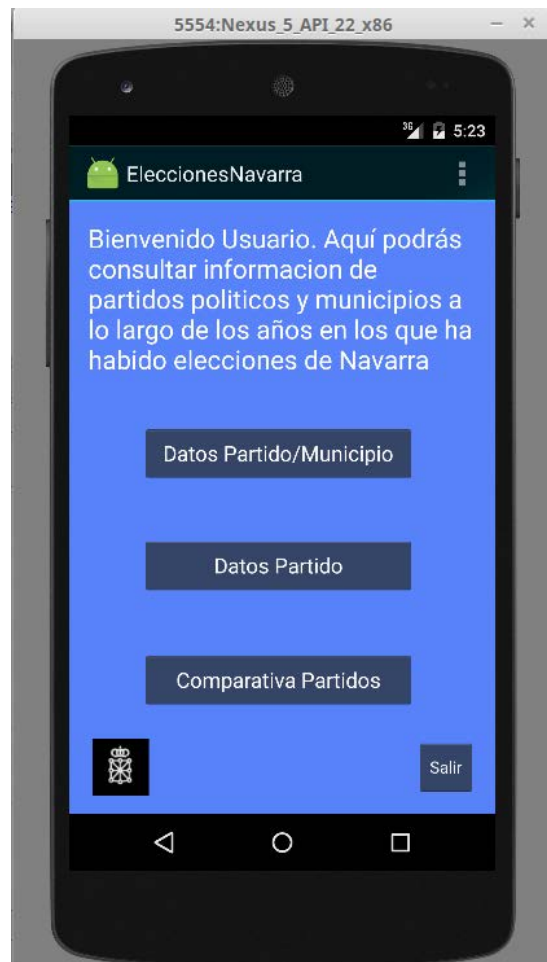 5554:Nexus_5_API_22_x86
3G 5:23
EleccionesNavarra
Bienvenido Usuario. Aquí podrás
consultar informacion de
partidos politicos y municipios a
lo largo de los años en los que ha
habido elecciones de Navarra
Datos Partido/Municipio
Datos Partido
Comparativa Partidos
Salir